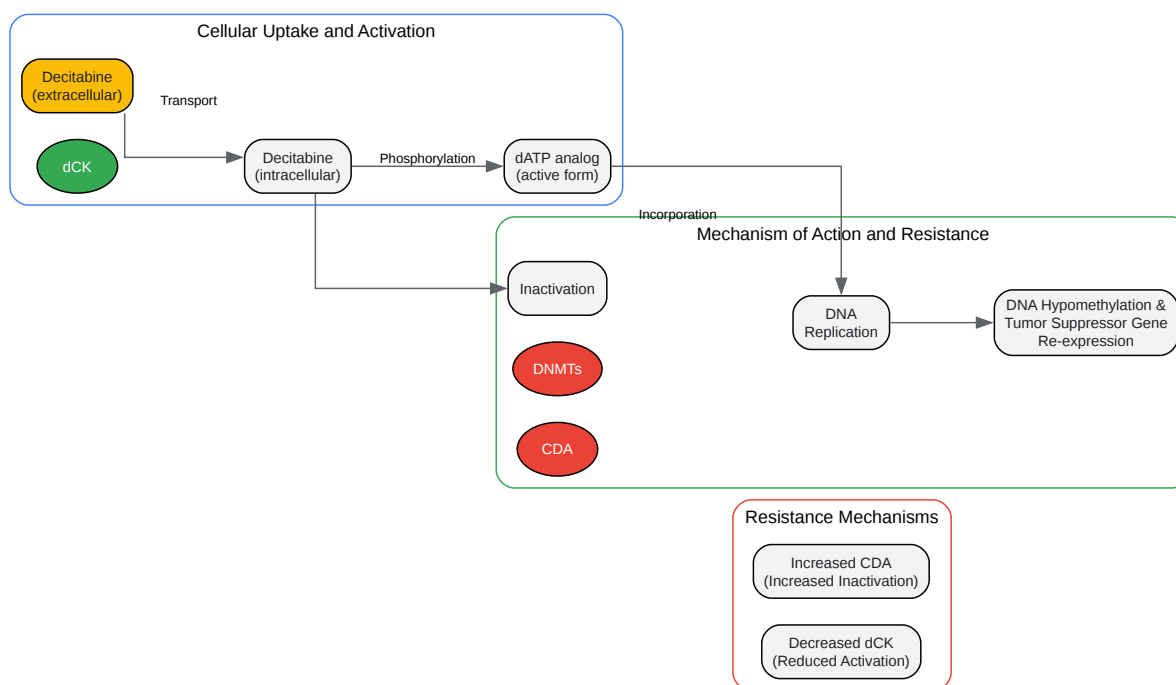 Cellular Uptake and Activation
Decitabine
(extracellular)
Transport
dCK
Decitabine
(intracellular)
Phosphorylation
dATP analog
(active form)
Incorporation
Mechanism of Action and Resistance
Inactivation
DNMTs
CDA
DNA
Replication
DNA Hypomethylation &
Tumor Suppressor Gene
Re-expression
Resistance Mechanisms
Increased CDA
(Increased Inactivation)
Decreased dCK
(Reduced Activation)